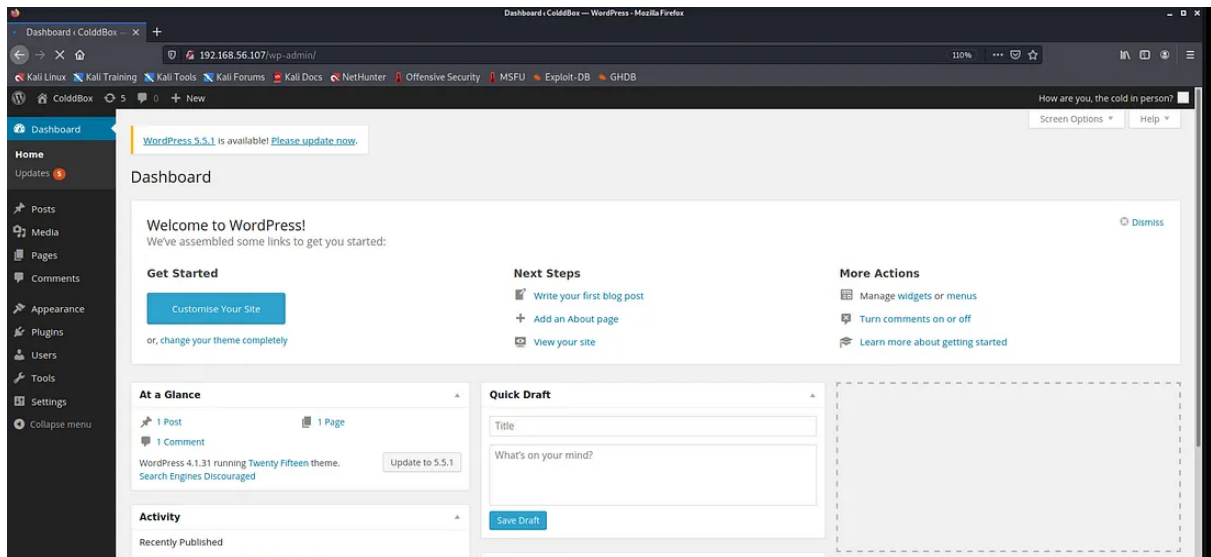 Dashboard ‹ ColddBox — WordPress - Mozilla Firefox
Dashboard ‹ ColddBox —
192.168.56.107/wp-admin/
110%
Kali Linux Kali Training Kali Tools Kali Forums Kali Docs NetHunter Offensive Security MSFU Exploit-DB GHDB
ColddBox 5 0 New
How are you, the cold in person?
Dashboard
Home
Updates 5
Posts
Media
Pages
Comments
Appearance
Plugins
Users
Tools
Settings
Collapse menu
Screen Options Help
WordPress 5.5.1 is available! Please update now.
Dashboard
Welcome to WordPress!
Dismiss
We've assembled some links to get you started:
Get Started
Customise Your Site
or, change your theme completely
Next Steps
Write your first blog post
Add an About page
View your site
More Actions
Manage widgets or menus
Turn comments on or off
Learn more about getting started
At a Glance
1 Post 1 Page
1 Comment
WordPress 4.1.31 running Twenty Fifteen theme.
Update to 5.5.1
Search Engines Discouraged
Activity
Recently Published
Quick Draft
Title
What's on your mind?
Save Draft